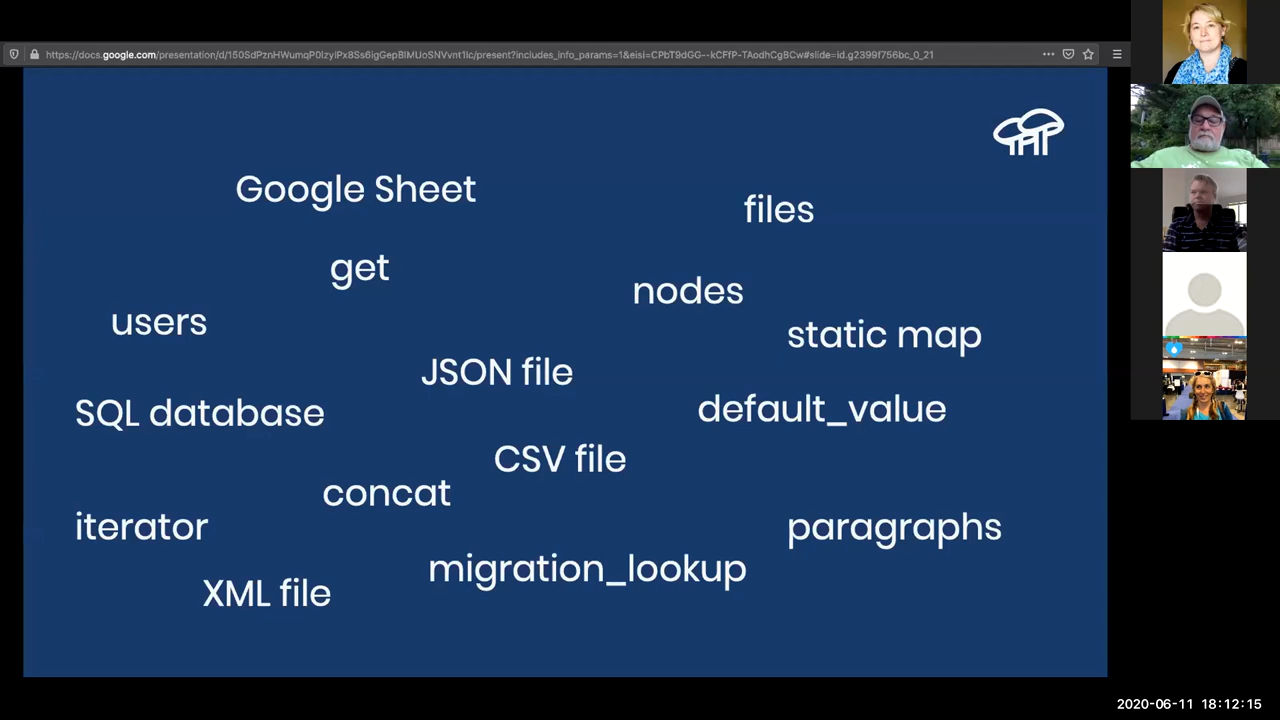 https://docs.google.com/presentation/d/150SdPznHWumqP0IzyIPx8Ss6igGepBlMUoSNVvnt1Ic/present?includes_info_params=1&eisi=CPbT9dGG--kCFfP-TAodhCgBCw#slide=id.g2399f756bc_0_21
Google Sheet
files
get
nodes
users
static map
JSON file
SQL database
default_value
CSV file
concat
iterator
paragraphs
migration_lookup
XML file
2020-06-11 18:12:15